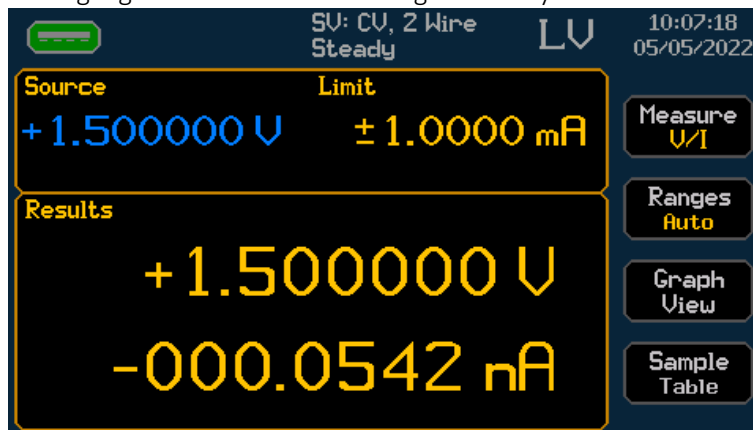 SV: CV, 2 Wire
Steady
LV
10:07:18
05/05/2022
Source
Limit
+1.500000 V
±1.0000 mA
Results
+1.500000 V
-000.0542 nA
Measure
V/I
Ranges
Auto
Graph
View
Sample
Table